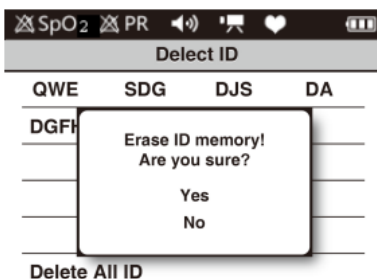 SpO2 PR
Delect ID
QWE SDG DJS DA
DGFH
Erase ID memory!
Are you sure?
Yes
No
Delete All ID